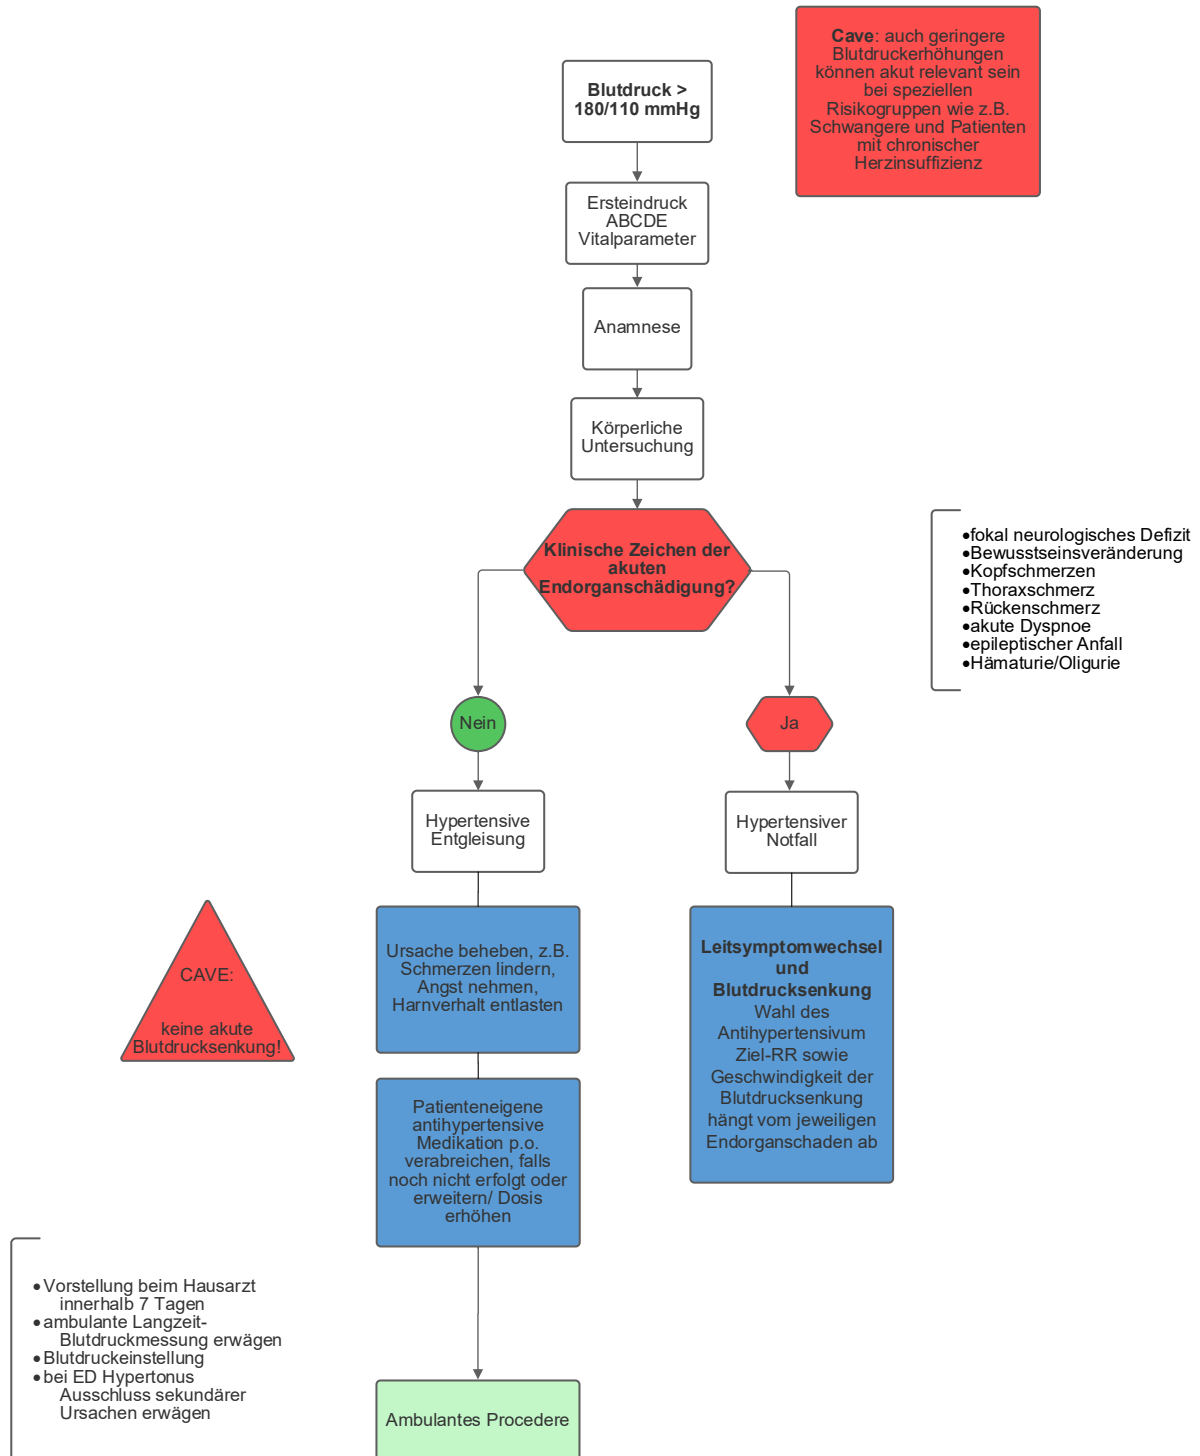 Cave: auch geringere
Blutdruckerhöhungen
können akut relevant sein
bei speziellen
Risikogruppen wie z.B.
Schwangere und Patienten
mit chronischer
Herzinsuffizienz
Blutdruck >
180/110 mmHg
Ersteindruck
ABCDE
Vitalparameter
Anamnese
Körperliche
Untersuchung
Klinische Zeichen der
akuten
Endorganschädigung?
•fokal neurologisches Defizit
•Bewusstseinsveränderung
•Kopfschmerzen
•Thoraxschmerz
•Rückenschmerz
•akute Dyspnoe
•epileptischer Anfall
•Hämaturie/Oligurie
Nein
Ja
Hypertensive
Entgleisung
Hypertensiver
Notfall
CAVE:
keine akute
Blutdrucksenkung!
Ursache beheben, z.B.
Schmerzen lindern,
Angst nehmen,
Harnverhalt entlasten
Leitsymptomwechsel
und
Blutdrucksenkung
Wahl des
Antihypertensivum
Ziel-RR sowie
Geschwindigkeit der
Blutdrucksenkung
hängt vom jeweiligen
Endorganschaden ab
Patienteneigene
antihypertensive
Medikation p.o.
verabreichen, falls
noch nicht erfolgt oder
erweitern/ Dosis
erhöhen
•Vorstellung beim Hausarzt
innerhalb 7 Tagen
•ambulante Langzeit-
Blutdruckmessung erwägen
•Blutdruckeinstellung
•bei ED Hypertonus
Ausschluss sekundärer
Ursachen erwägen
Ambulantes Procedere